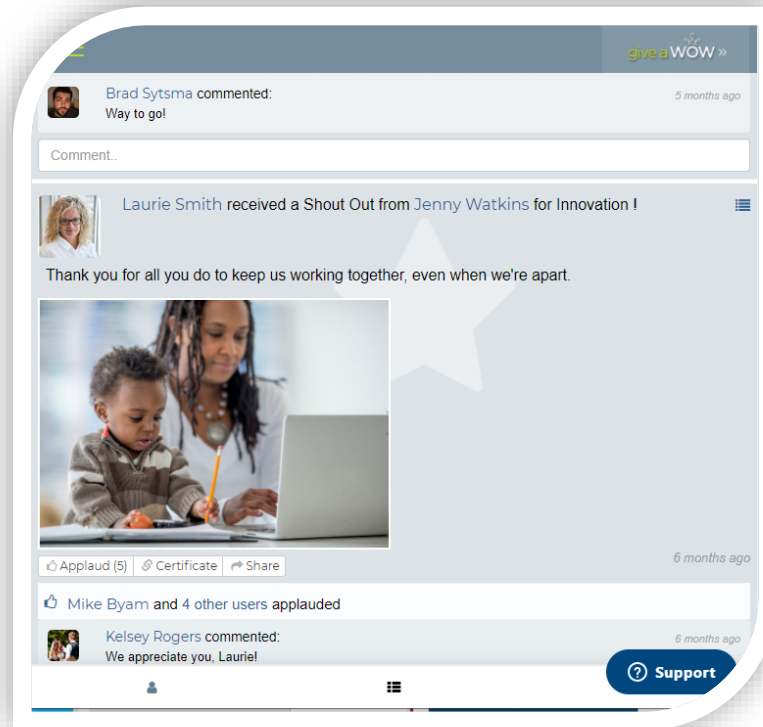 give a WOW »
Brad Sytsma commented:
5 months ago
Way to go!
Comment..
Laurie Smith received a Shout Out from Jenny Watkins for Innovation !
Thank you for all you do to keep us working together, even when we're apart.
6 months ago
Applaud (5) Certificate Share
Mike Byam and 4 other users applauded
Kelsey Rogers commented:
6 months ago
We appreciate you, Laurie!
Support